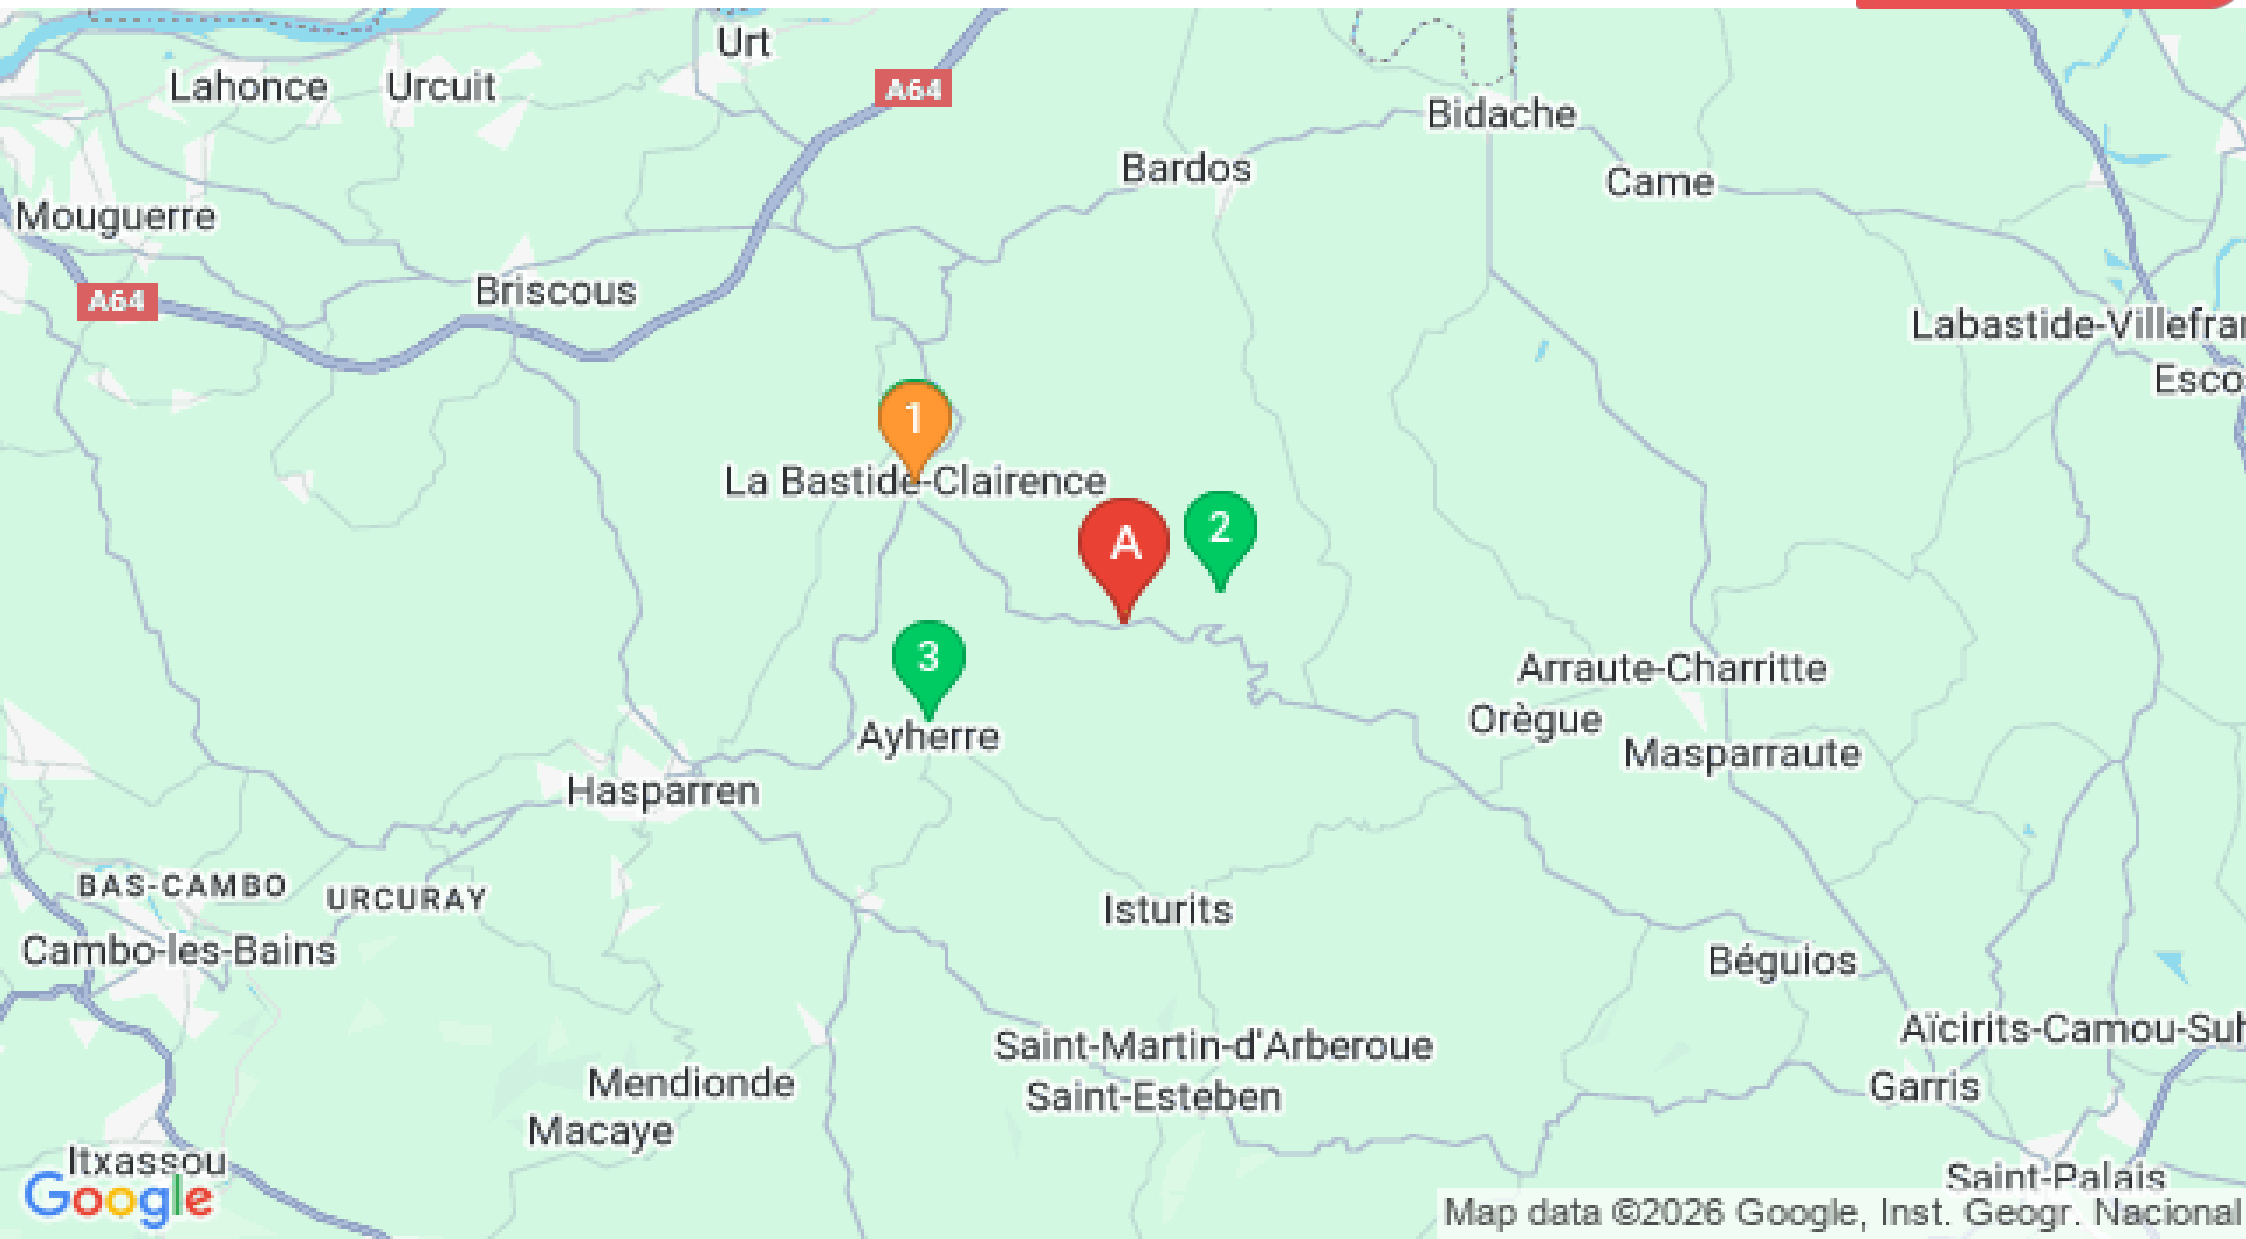 Urt
A64
Lahonce
Urcuit
Bidache
Bardos
Came
Mouguerre
Briscous
A64
Labastide-Villefran
Esco
1
La Bastide-Clairence
2
A
3
Arraute-Charritte
Orègue
Ayherre
Masparraute
Hasparren
BAS-CAMBO
URCURAY
Isturits
Cambo-les-Bains
Béguios
Aïcirits-Camou-Suh
Saint-Martin-d'Arberoue
Mendionde
Garris
Saint-Esteben
Macaye
Itxassou
Saint-Palais
Google
Map data ©2026 Google, Inst. Geogr. Nacional